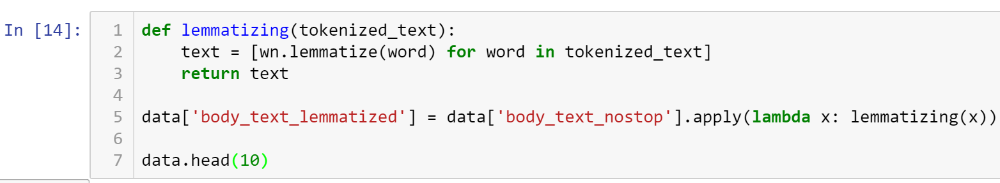 In [14]:
1 def lemmatizing(tokenized_text):
2     text = [wn.lemmatize(word) for word in tokenized_text]
3     return text
4
5 data['body_text_lemmatized'] = data['body_text_nostop'].apply(lambda x: lemmatizing(x))
6
7 data.head(10)